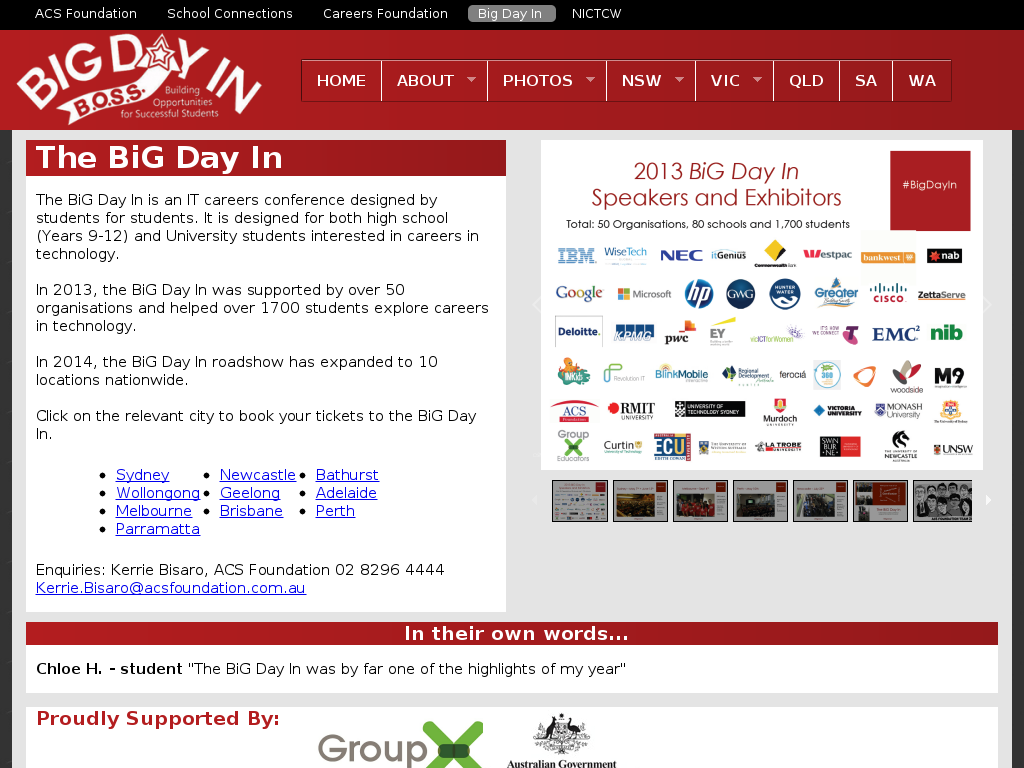 ACS Foundation School Connections Careers Foundation Big Day In NICTCW
BIG DAY IN
B.O.S.S.
Building
Opportunities
for Successful Students
HOME ABOUT PHOTOS NSW VIC QLD SA WA
The BiG Day In
The BiG Day In is an IT careers conference designed by
students for students. It is designed for both high school
(Years 9-12) and University students interested in careers in
technology.
In 2013, the BiG Day In was supported by over 50
organisations and helped over 1700 students explore careers
in technology.
In 2014, the BiG Day In roadshow has expanded to 10
locations nationwide.
Click on the relevant city to book your tickets to the BiG Day
In.
Sydney Newcastle Bathurst
Wollongong Geelong Adelaide
Melbourne Brisbane Perth
Parramatta
Enquiries: Kerrie Bisaro, ACS Foundation 02 8296 4444
Kerrie.Bisaro@acsfoundation.com.au
2013 BiG Day In
Speakers and Exhibitors
#BigDayIn
Total: 50 Organisations, 80 schools and 1,700 students
IBM WiseTech NEC itGenius Commonwealth Bank Westpac bankwest nab
Google Microsoft hp GWG HUNTER WATER Greater CISCO ZettaServe
Deloitte. KPMG pwc EY vicICTforWomen EMC² nib
Revolution IT BlinkMobile Regional Development Australia ferocia 360 woodside M9
ACS Foundation RMIT UNIVERSITY UNIVERSITY OF TECHNOLOGY SYDNEY Murdoch UNIVERSITY VICTORIA UNIVERSITY MONASH University
Group X Educators Curtin ECU LA TROBE SWINBURNE THE UNIVERSITY OF NEWCASTLE AUSTRALIA UNSW
In their own words...
Chloe H. - student "The BiG Day In was by far one of the highlights of my year"
Proudly Supported By:
Group X
Australian Government